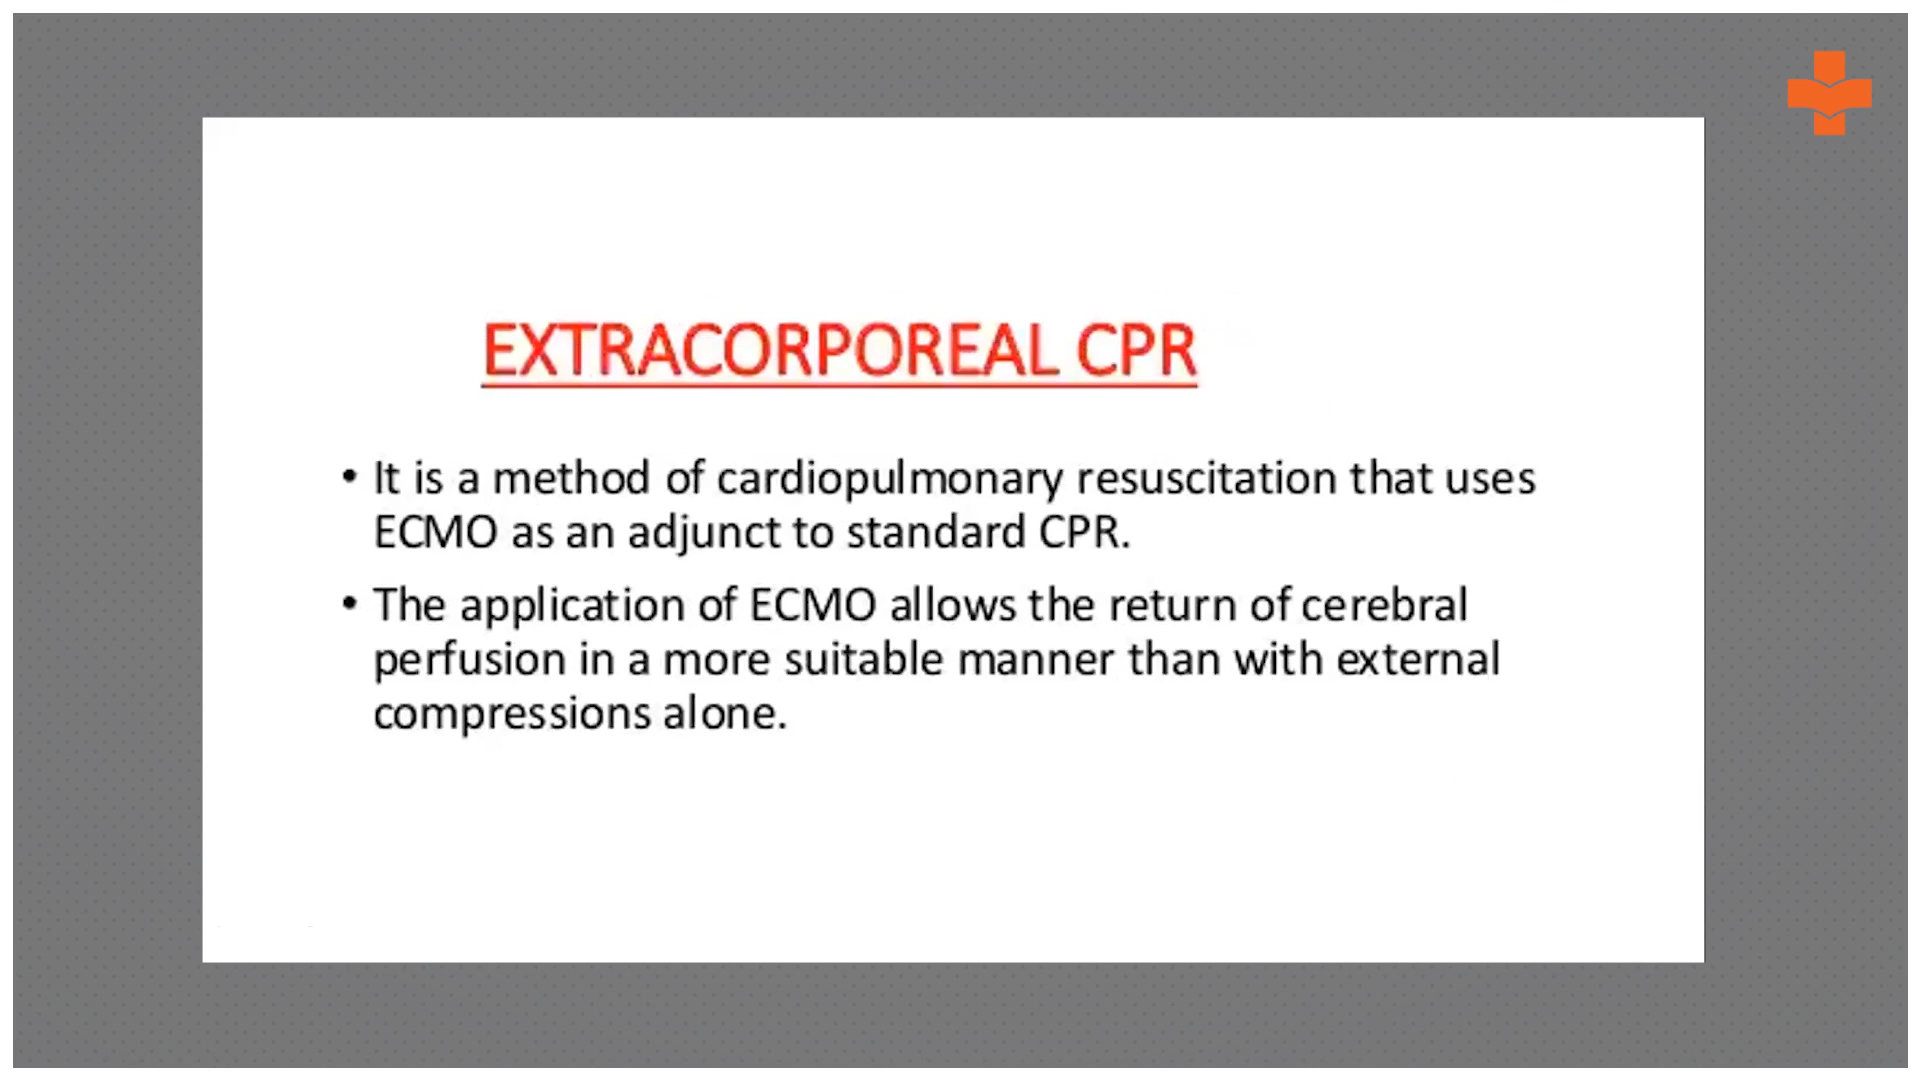 EXTRACORPOREAL CPR
• It is a method of cardiopulmonary resuscitation that uses
ECMO as an adjunct to standard CPR.
• The application of ECMO allows the return of cerebral
perfusion in a more suitable manner than with external
compressions alone.